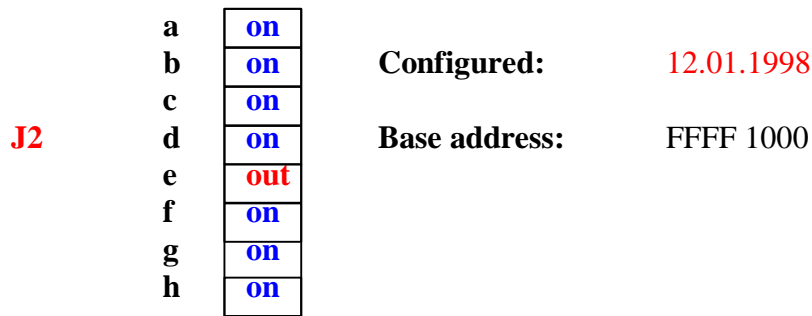 a on
b on Configured: 12.01.1998
c on
J2 d on Base address: FFFF 1000
e out
f on
g on
h on